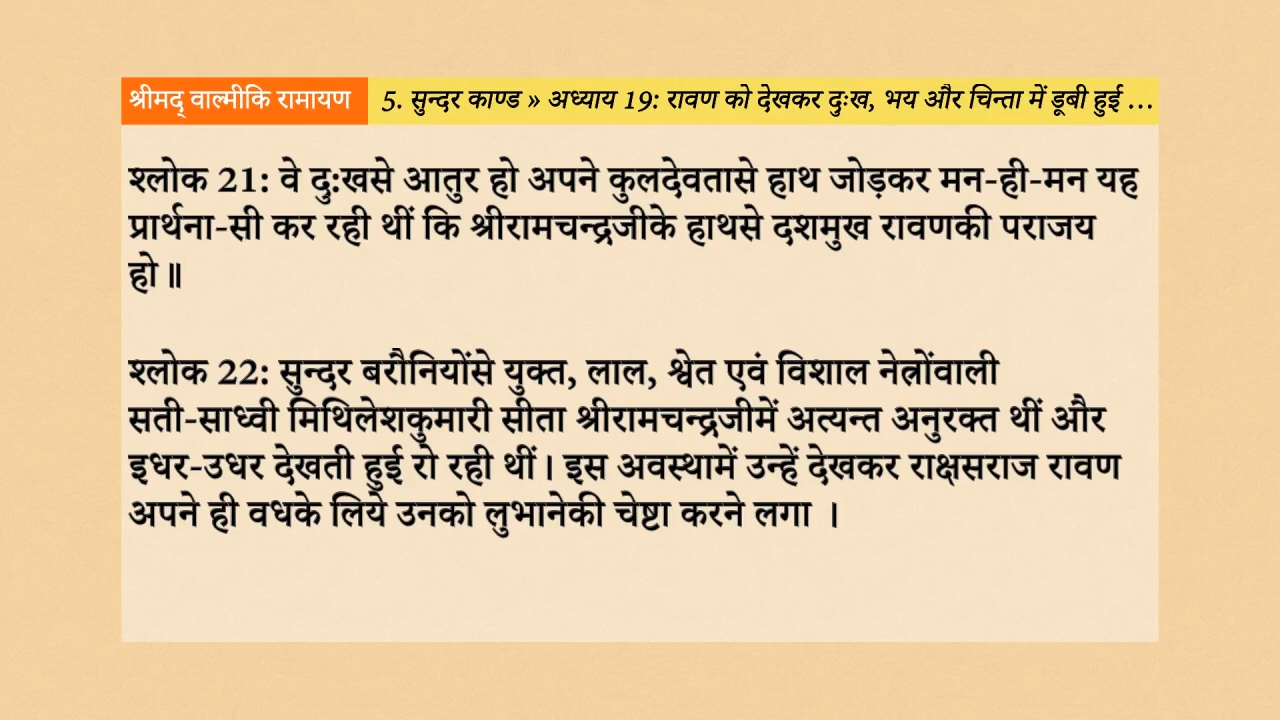 श्रीमद् वाल्मीकि रामायण 5. सुन्दर काण्ड » अध्याय 19: रावण को देखकर दुःख, भय और चिन्ता में डूबी हुई ...
श्लोक 21: वे दु:खसे आतुर हो अपने कुलदेवतासे हाथ जोड़कर मन-ही-मन यह
प्रार्थना-सी कर रही थीं कि श्रीरामचन्द्रजीके हाथसे दशमुख रावणकी पराजय
हो॥
श्लोक 22: सुन्दर बरौनियोंसे युक्त, लाल, श्वेत एवं विशाल नेत्रोंवाली
सती-साध्वी मिथिलेशकुमारी सीता श्रीरामचन्द्रजीमें अत्यन्त अनुरक्त थीं और
इधर-उधर देखती हुई रो रही थीं। इस अवस्थामें उन्हें देखकर राक्षसराज रावण
अपने ही वधके लिये उनको लुभानेकी चेष्टा करने लगा ।